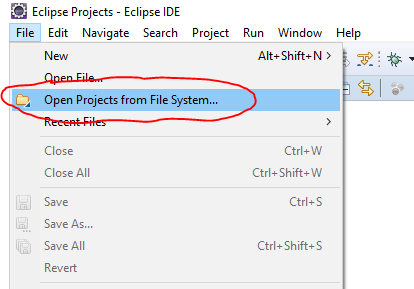 Eclipse Projects - Eclipse IDE
File Edit Navigate Search Project Run Window Help
New Alt+Shift+N >
Open File...
Open Projects from File System...
Recent Files >
Close Ctrl+W
Close All Ctrl+Shift+W
Save Ctrl+S
Save As...
Save All Ctrl+Shift+S
Revert